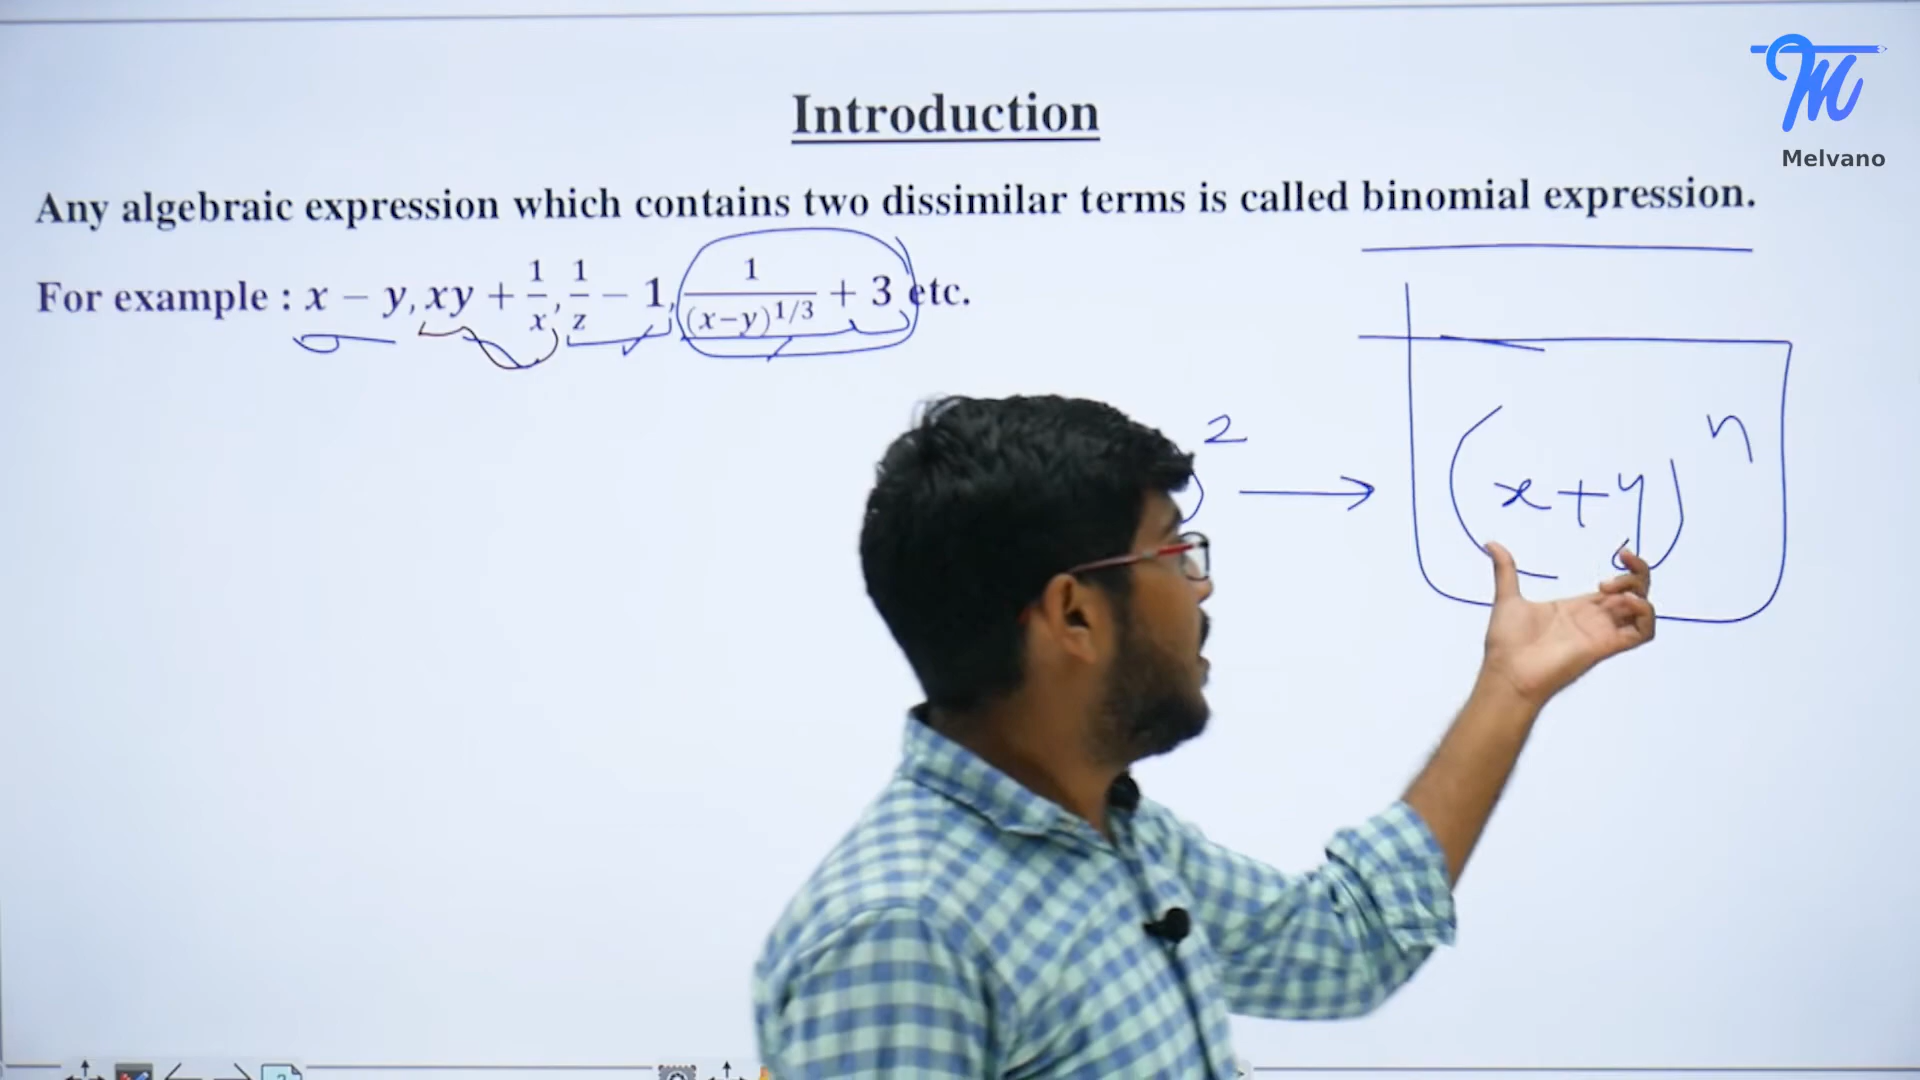 Melvano
Introduction
Any algebraic expression which contains two dissimilar terms is called binomial expression.
For example : x − y, xy + 1/x, 1/z − 1, 1/(x−y)^1/3 + 3 etc.
)² → (x+y)ⁿ